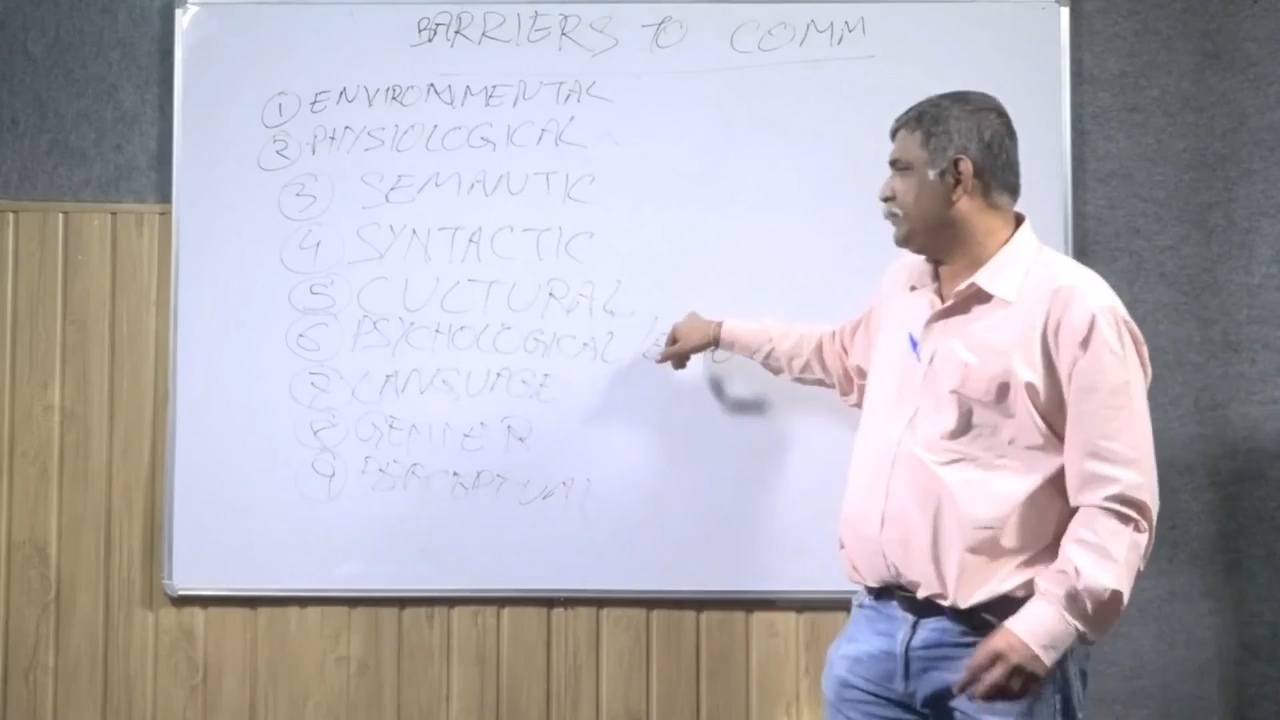 BARRIERS TO COMM
① ENVIRONMENTAL
② PHYSIOLOGICAL
③ SEMANTIC
④ SYNTACTIC
⑤ CULTURAL
⑥ PSYCHOLOGICAL /
⑦ LANGUAGE
⑧ GENDER
⑨ PERCEPTUAL